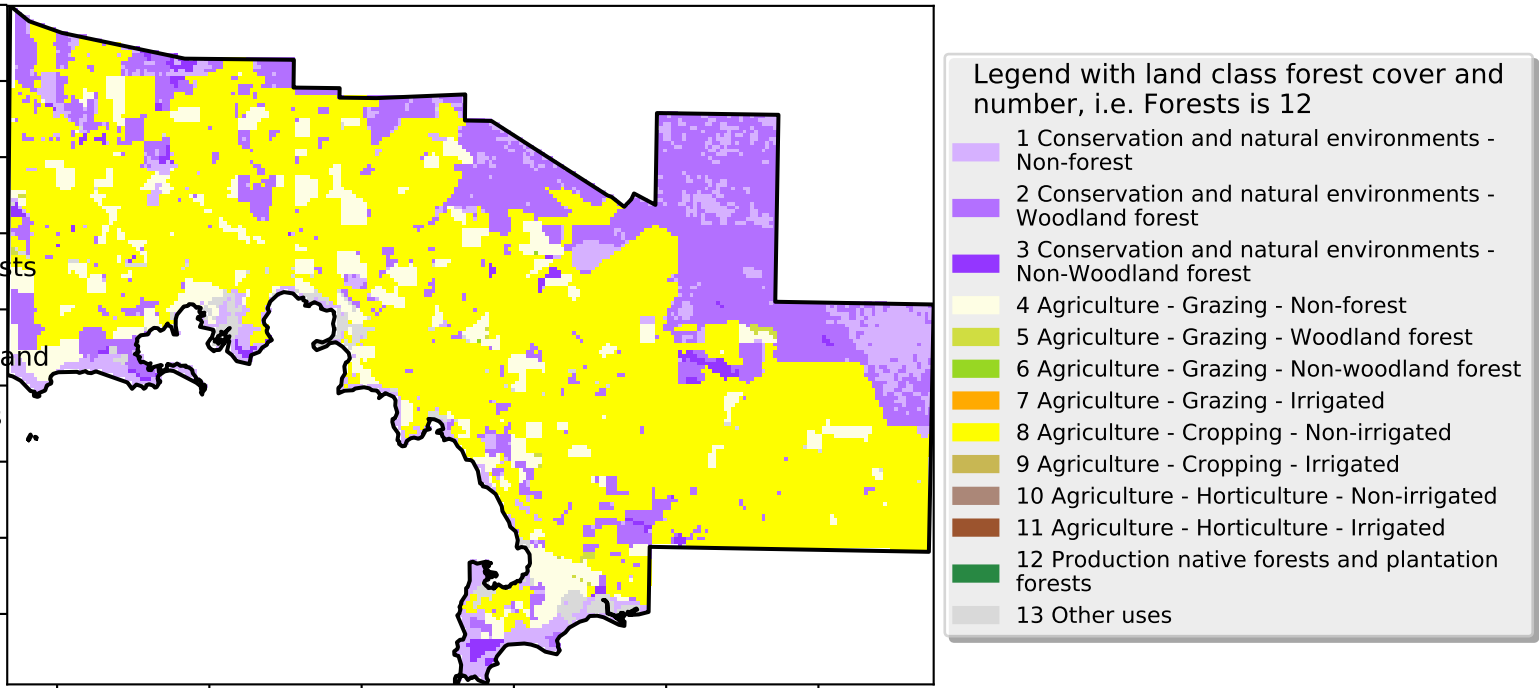 Legend with land class forest cover and
number, i.e. Forests is 12
1 Conservation and natural environments -
Non-forest
2 Conservation and natural environments -
Woodland forest
3 Conservation and natural environments -
Non-Woodland forest
4 Agriculture - Grazing - Non-forest
5 Agriculture - Grazing - Woodland forest
6 Agriculture - Grazing - Non-woodland forest
7 Agriculture - Grazing - Irrigated
8 Agriculture - Cropping - Non-irrigated
9 Agriculture - Cropping - Irrigated
10 Agriculture - Horticulture - Non-irrigated
11 Agriculture - Horticulture - Irrigated
12 Production native forests and plantation
forests
13 Other uses
sts
and